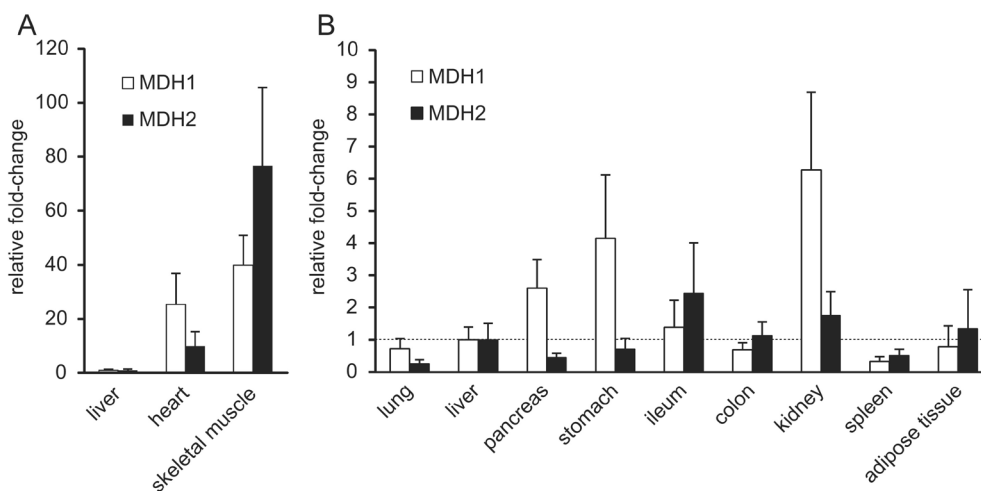 A
relative fold-change
120
100
80
60
40
20
0
MDH1
MDH2
liver
heart
skeletal muscle
B
relative fold-change
10
9
8
7
6
5
4
3
2
1
0
MDH1
MDH2
lung
liver
pancreas
stomach
ileum
colon
kidney
spleen
adipose tissue